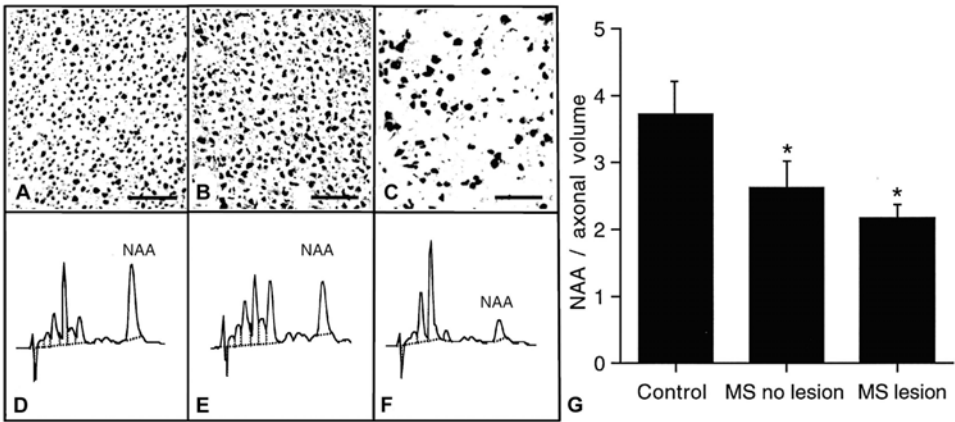 A
B
C
NAA
NAA
NAA
D
E
F
G
NAA / axonal volume
5
4
3
2
1
0
*
*
Control
MS no lesion
MS lesion